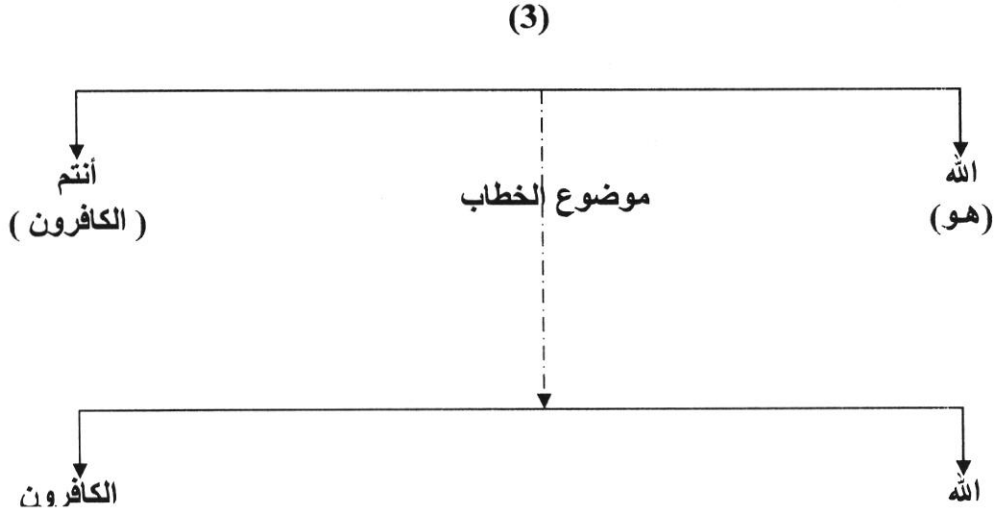 (3)
الله
(هو)
موضوع الخطاب
أنتم
( الكافرون )
الله
الكافرون